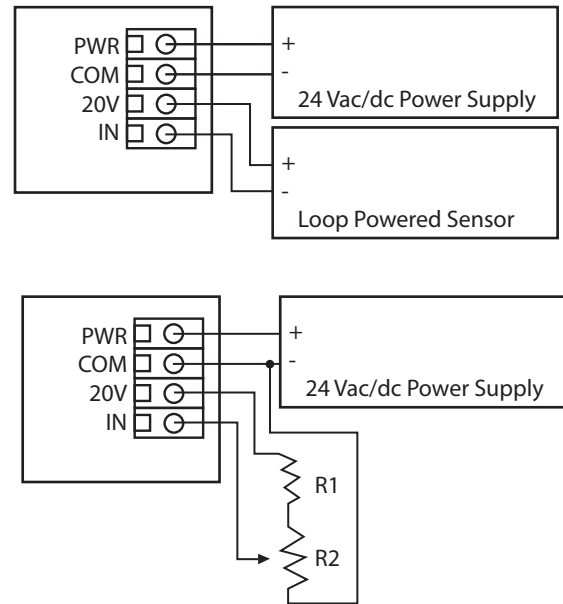 PWR
COM
20V
IN
+
-
24 Vac/dc Power Supply
+
-
Loop Powered Sensor
PWR
COM
20V
IN
+
-
24 Vac/dc Power Supply
R1
R2